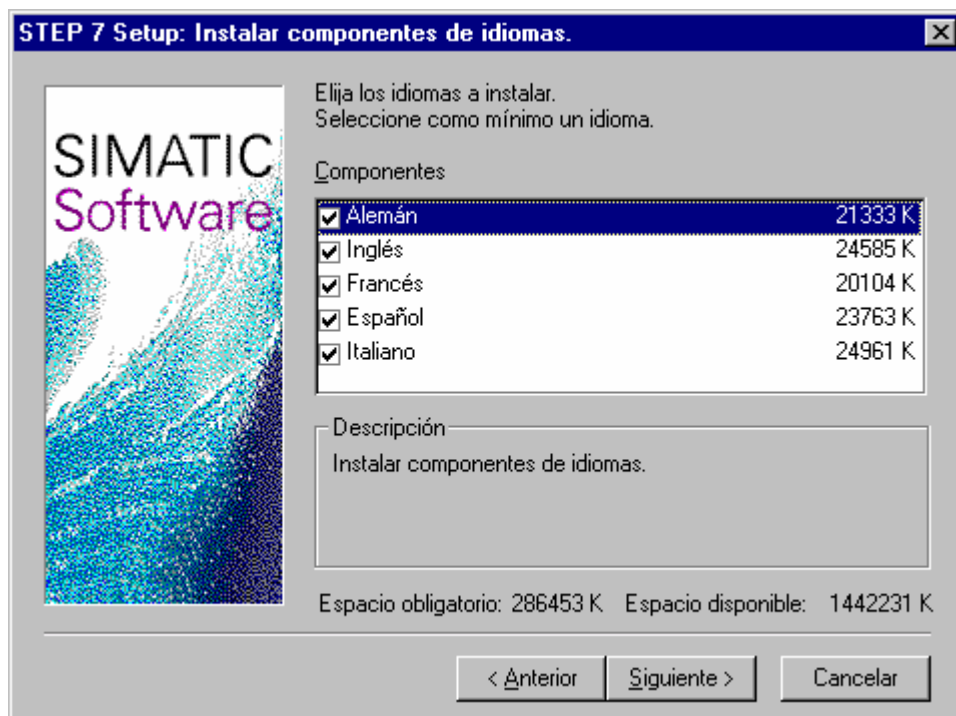 STEP 7 Setup: Instalar componentes de idiomas.
SIMATIC
Software
Elija los idiomas a instalar.
Seleccione como mínimo un idioma.
Componentes
Alemán 21333 K
Inglés 24585 K
Francés 20104 K
Español 23763 K
Italiano 24961 K
Descripción
Instalar componentes de idiomas.
Espacio obligatorio: 286453 K Espacio disponible: 1442231 K
< Anterior Siguiente > Cancelar